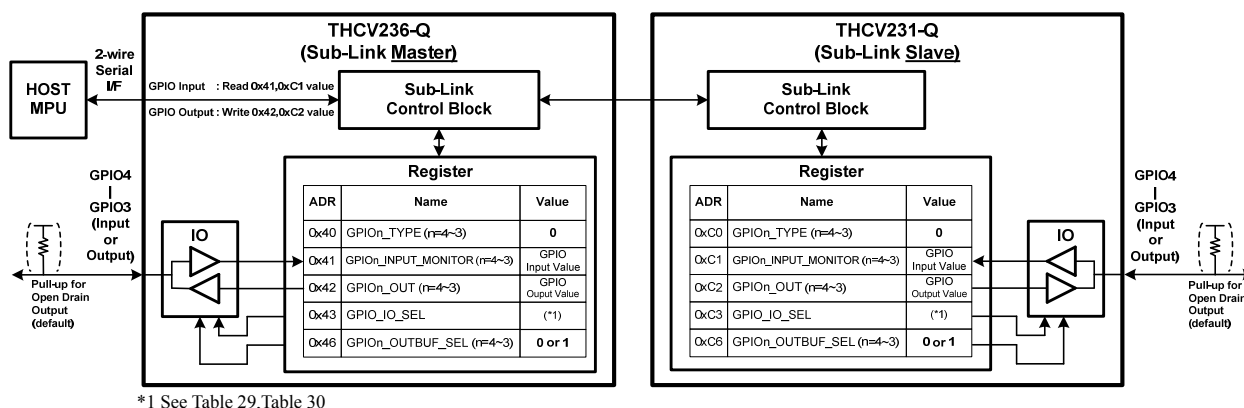 THCV236-Q
(Sub-Link Master)
THCV231-Q
(Sub-Link Slave)
HOST
MPU
2-wire
Serial
I/F
GPIO Input : Read 0x41,0xC1 value
GPIO Output : Write 0x42,0xC2 value
Sub-Link
Control Block
Sub-Link
Control Block
GPIO4
|
GPIO3
(Input
or
Output)
Pull-up for
Open Drain
Output
(default)
IO
Register
ADR Name Value
0x40 GPIOn_TYPE (n=4~3) 0
0x41 GPIOn_INPUT_MONITOR (n=4~3) GPIO
Input Value
0x42 GPIOn_OUT (n=4~3) GPIO
Ouput Value
0x43 GPIO_IO_SEL (*1)
0x46 GPIOn_OUTBUF_SEL (n=4~3) 0 or 1
Register
ADR Name Value
0xC0 GPIOn_TYPE (n=4~3) 0
0xC1 GPIOn_INPUT_MONITOR (n=4~3) GPIO
Input Value
0xC2 GPIOn_OUT (n=4~3) GPIO
Output Value
0xC3 GPIO_IO_SEL (*1)
0xC6 GPIOn_OUTBUF_SEL (n=4~3) 0 or 1
IO
GPIO4
|
GPIO3
(Input
or
Output)
Pull-up for
Open Drain
Output
(default)
*1 See Table 29,Table 30